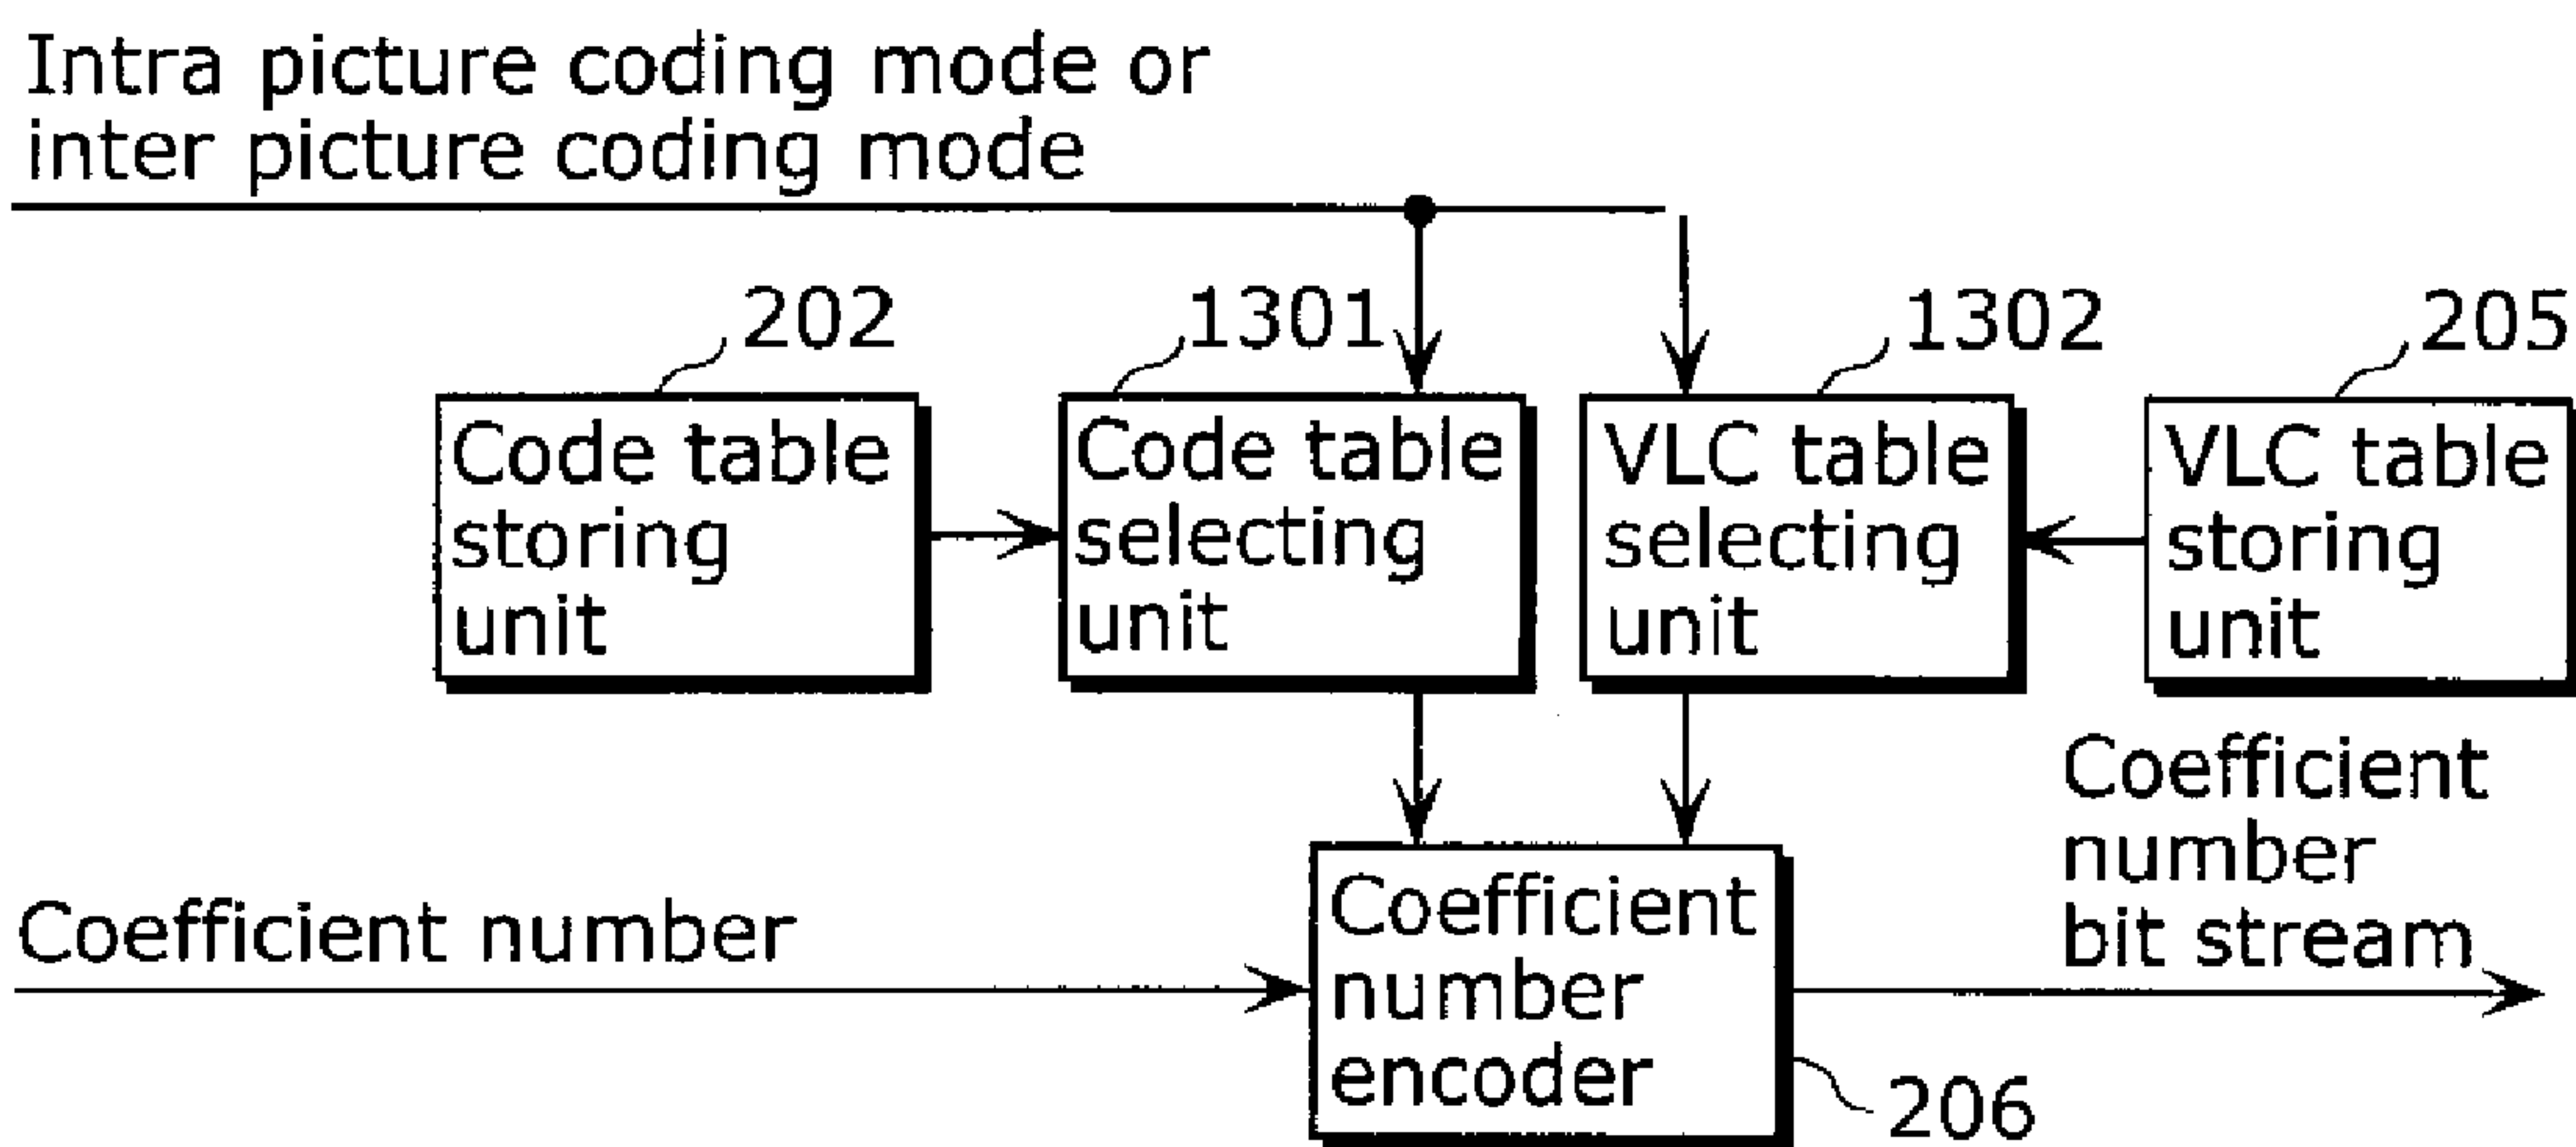 Intra picture coding mode or
inter picture coding mode
202
1301
1302
205
Code table
storing
unit
Code table
selecting
unit
VLC table
selecting
unit
VLC table
storing
unit
Coefficient
number
bit stream
Coefficient number
Coefficient
number
encoder
206